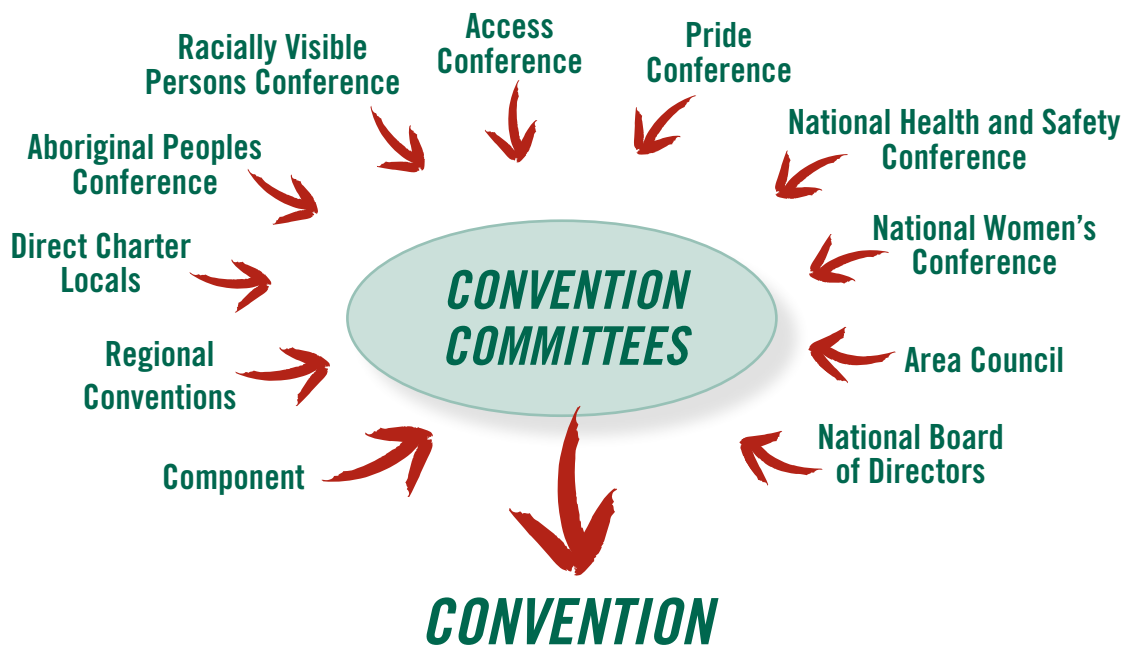 Access
Conference
Pride
Conference
Racially Visible
Persons Conference
National Health and Safety
Conference
Aboriginal Peoples
Conference
National Women's
Conference
Direct Charter
Locals
CONVENTION
COMMITTEES
Regional
Conventions
Area Council
Component
National Board
of Directors
CONVENTION